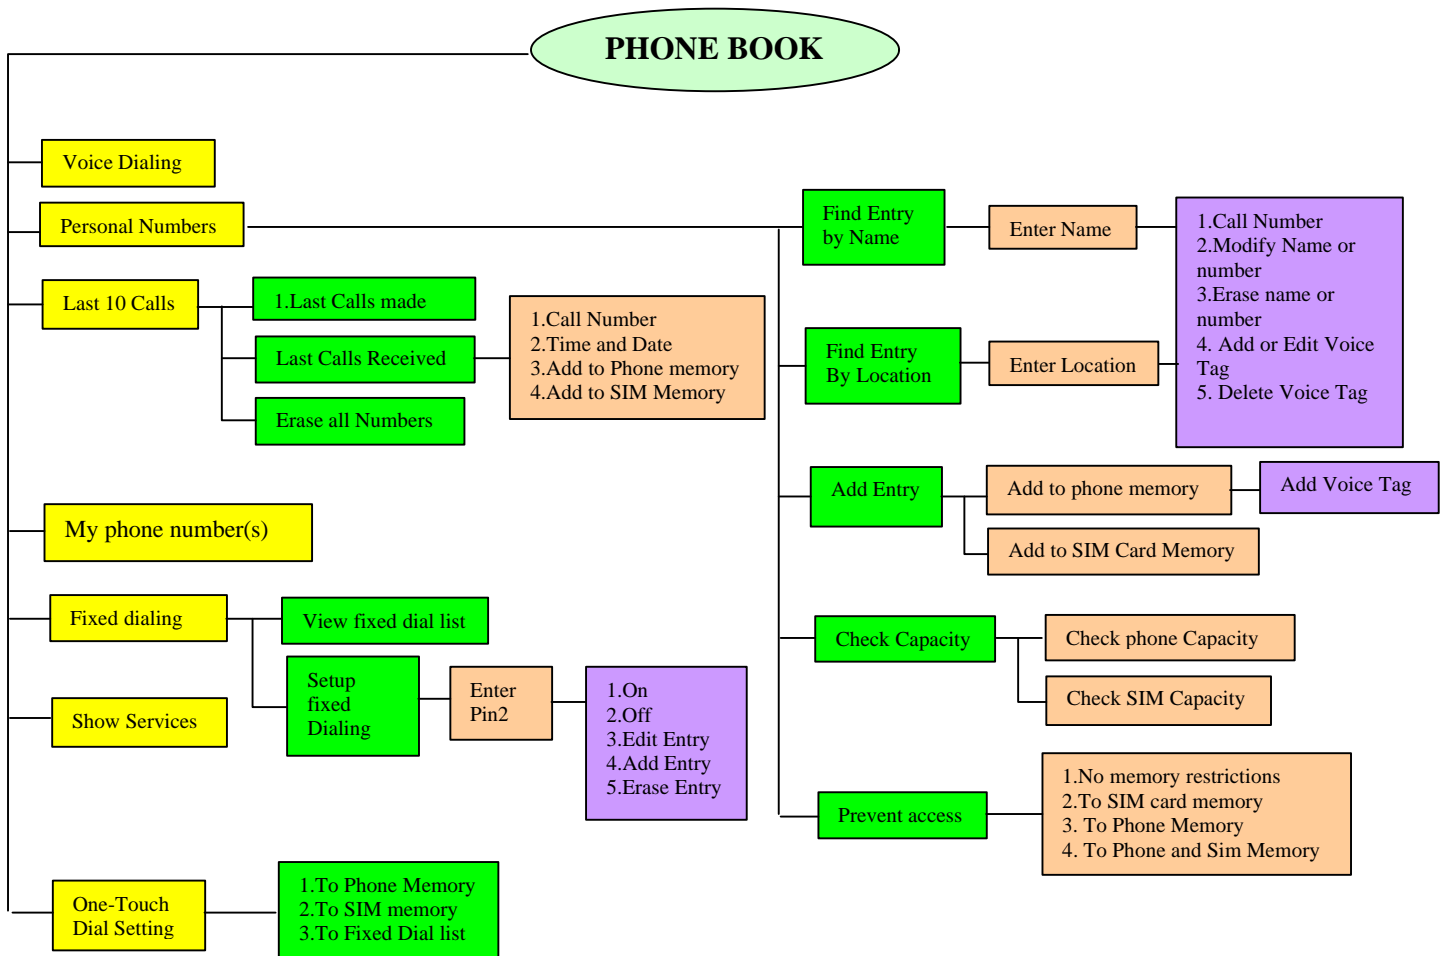 PHONE BOOK
Voice Dialing
Personal Numbers
Last 10 Calls
1.Last Calls made
Last Calls Received
Erase all Numbers
1.Call Number
2.Time and Date
3.Add to Phone memory
4.Add to SIM Memory
My phone number(s)
Fixed dialing
View fixed dial list
Setup
fixed
Dialing
Enter
Pin2
1.On
2.Off
3.Edit Entry
4.Add Entry
5.Erase Entry
Show Services
One-Touch
Dial Setting
1.To Phone Memory
2.To SIM memory
3.To Fixed Dial list
Find Entry
by Name
Enter Name
1.Call Number
2.Modify Name or
number
3.Erase name or
number
4. Add or Edit Voice
Tag
5. Delete Voice Tag
Find Entry
By Location
Enter Location
Add Entry
Add to phone memory
Add Voice Tag
Add to SIM Card Memory
Check Capacity
Check phone Capacity
Check SIM Capacity
Prevent access
1.No memory restrictions
2.To SIM card memory
3. To Phone Memory
4. To Phone and Sim Memory